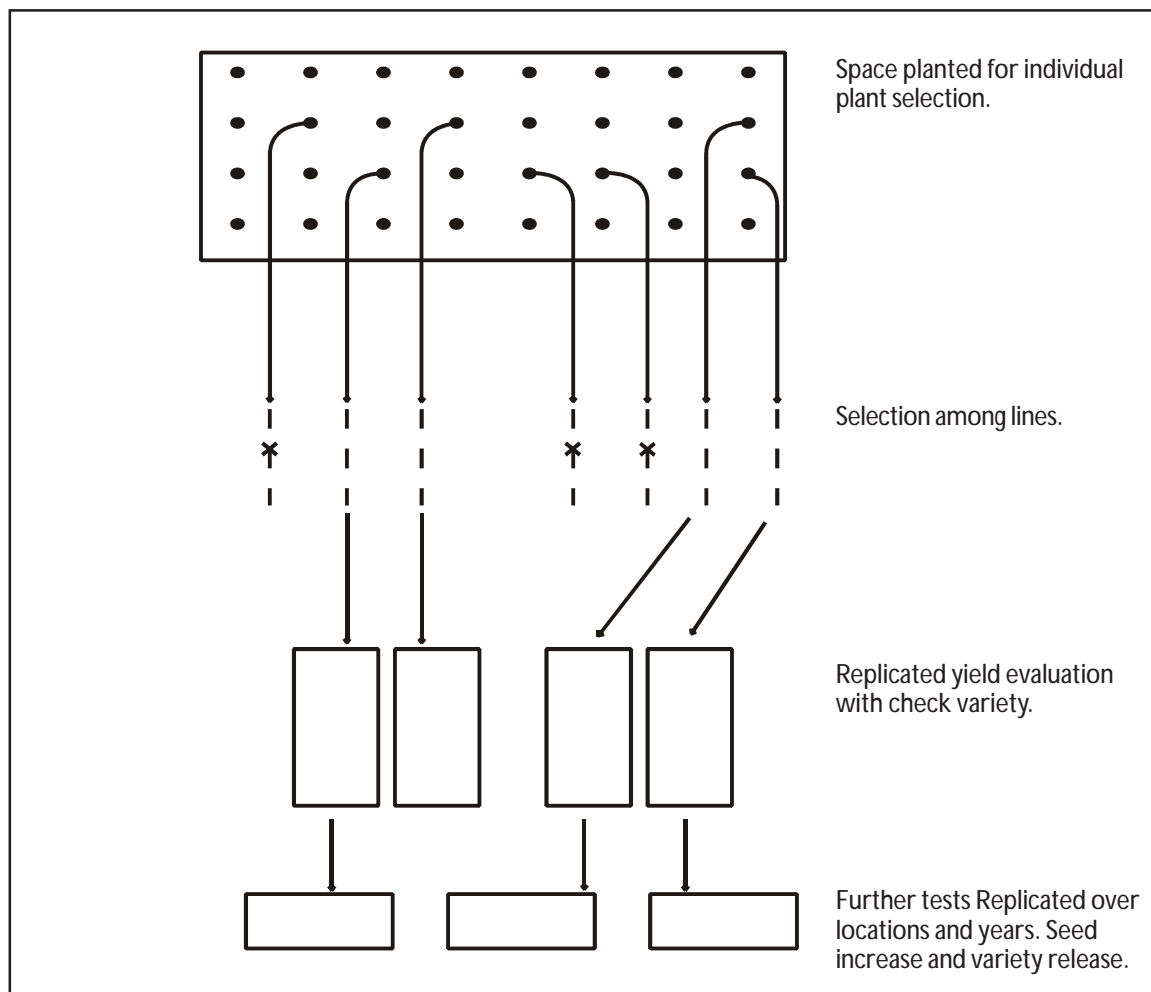 Space planted for individual
plant selection.
Selection among lines.
Replicated yield evaluation
with check variety.
Further tests Replicated over
locations and years. Seed
increase and variety release.